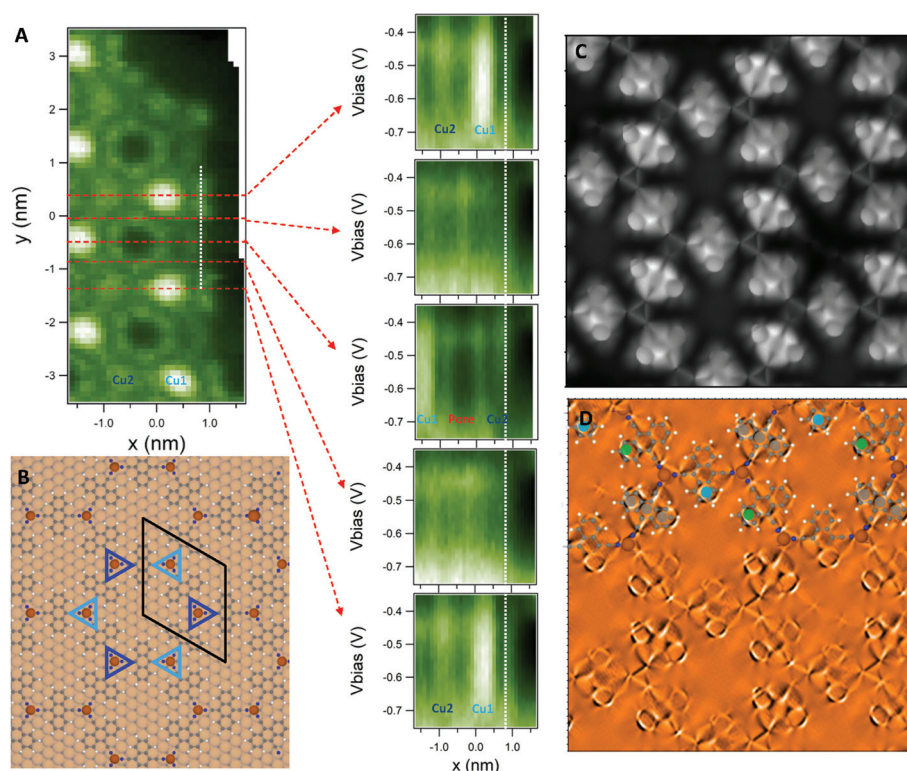 A
y (nm)
3
2
1
0
-1
-2
-3
Cu2 Cu1
-1.0 0.0 1.0
x (nm)
Vbias (V)
-0.4
-0.5
-0.6
-0.7
Cu2 Cu1
Vbias (V)
-0.4
-0.5
-0.6
-0.7
Vbias (V)
-0.4
-0.5
-0.6
-0.7
Cu1 Pore Cu2
Vbias (V)
-0.4
-0.5
-0.6
-0.7
Vbias (V)
-0.4
-0.5
-0.6
-0.7
Cu2 Cu1
-1.0 0.0 1.0
x (nm)
B
C
D